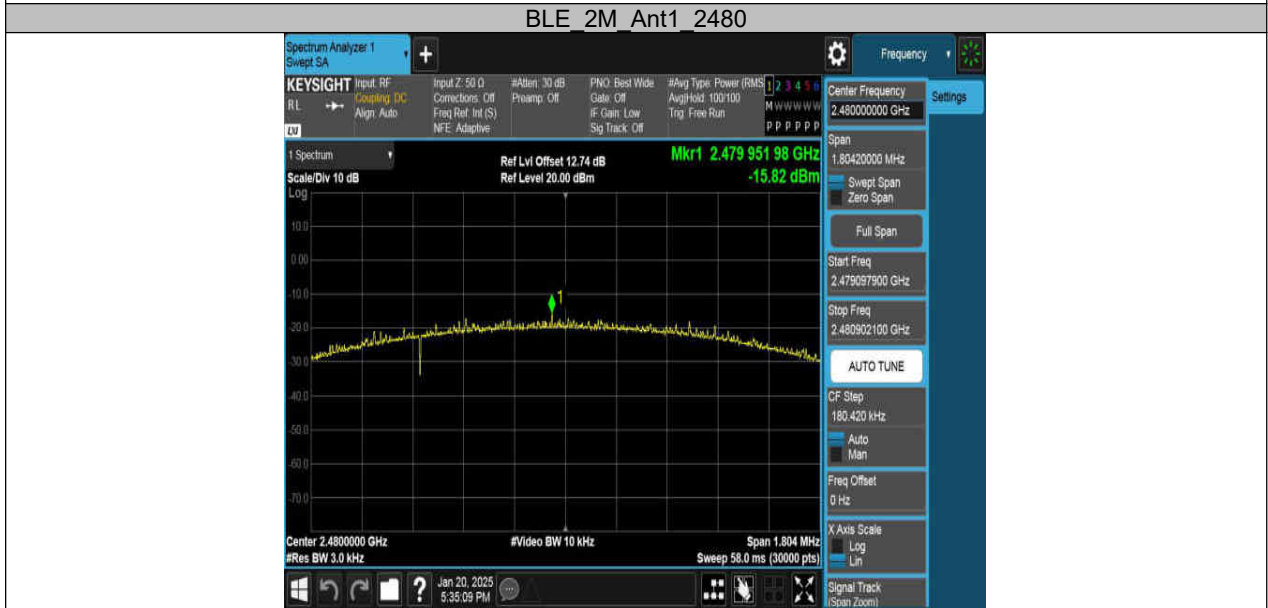 BLE_2M_Ant1_2480
Spectrum Analyzer 1
Swept SA
+
Frequency
KEYSIGHT
RL
LXI
Input: RF
Coupling: DC
Align: Auto
Input Z: 50 Ω
Corrections: Off
Freq Ref: Int (S)
NFE: Adaptive
#Atten: 30 dB
Preamp: Off
PNO: Best Wide
Gate: Off
IF Gain: Low
Sig Track: Off
#Avg Type: Power (RMS
Avg|Hold: 100/100
Trig: Free Run
1 2 3 4 5 6
M W W W W W
P P P P P P
1 Spectrum
Scale/Div 10 dB
Log
Ref Lvl Offset 12.74 dB
Ref Level 20.00 dBm
Mkr1 2.479 951 98 GHz
-15.82 dBm
10.0
0.00
-10.0
-20.0
-30.0
-40.0
-50.0
-60.0
-70.0
1
Center 2.4800000 GHz
#Res BW 3.0 kHz
#Video BW 10 kHz
Span 1.804 MHz
Sweep 58.0 ms (30000 pts)
Center Frequency
2.480000000 GHz
Settings
Span
1.80420000 MHz
Swept Span
Zero Span
Full Span
Start Freq
2.479097900 GHz
Stop Freq
2.480902100 GHz
AUTO TUNE
CF Step
180.420 kHz
Auto
Man
Freq Offset
0 Hz
X Axis Scale
Log
Lin
Signal Track
(Span Zoom)
?
Jan 20, 2025
5:35:09 PM